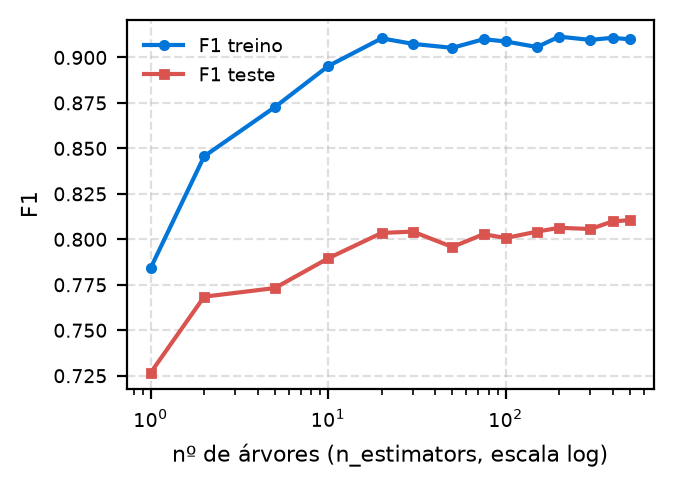 F1 treino
F1 teste
0.900
0.875
0.850
0.825
0.800
0.775
0.750
0.725
F1
10⁰
10¹
10²
nº de árvores (n_estimators, escala log)